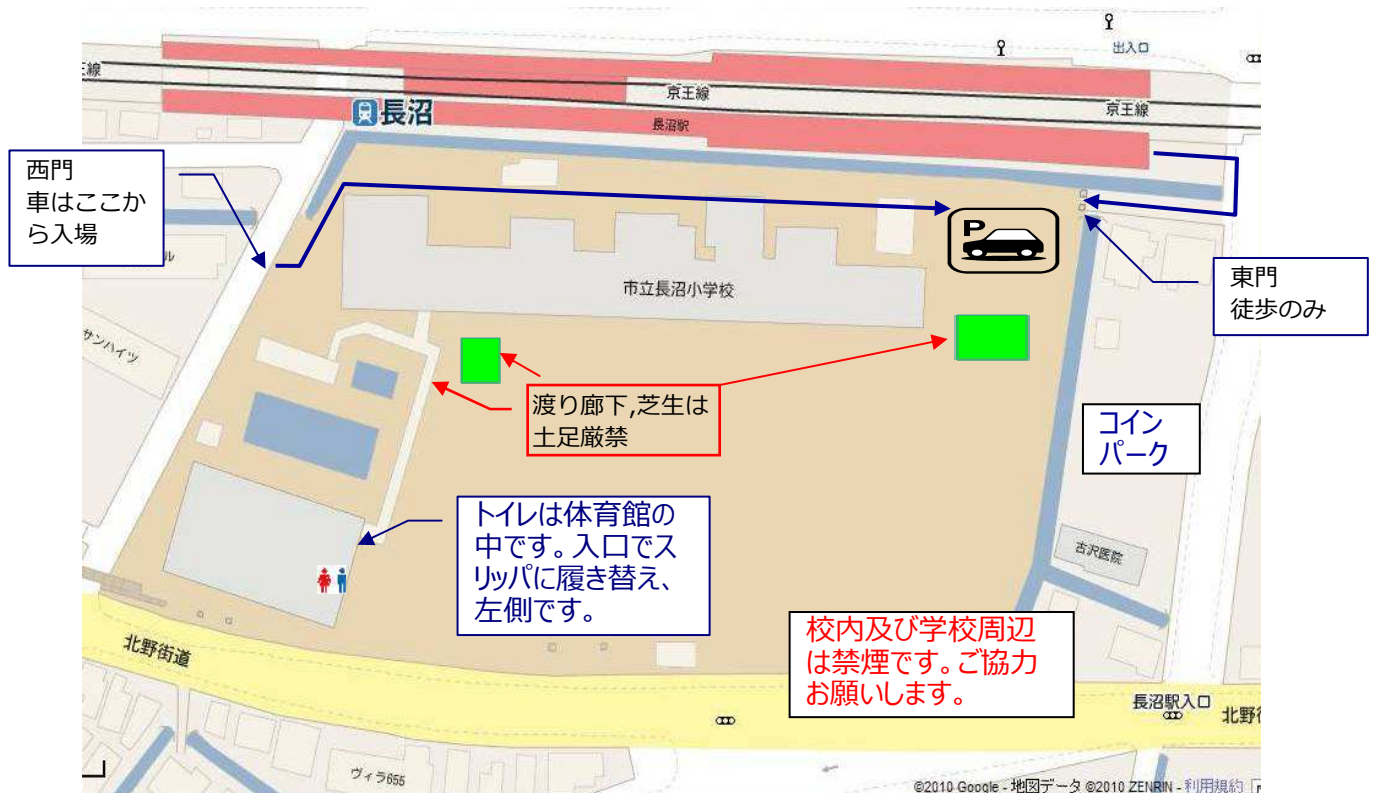 出入口
王線
京王線
京王線
長沼
長沼駅
西門
車はここか
ら入場
ル
P
市立長沼小学校
東門
徒歩のみ
サンハイツ
渡り廊下,芝生は
土足厳禁
コイン
パーク
トイレは体育館の
中です。入口でス
リッパに履き替え、
左側です。
古沢医院
校内及び学校周辺
は禁煙です。ご協力
お願いします。
北野街道
長沼駅入口
北野街
ヴィラ655
©2010 Google - 地図データ ©2010 ZENRIN - 利用規約